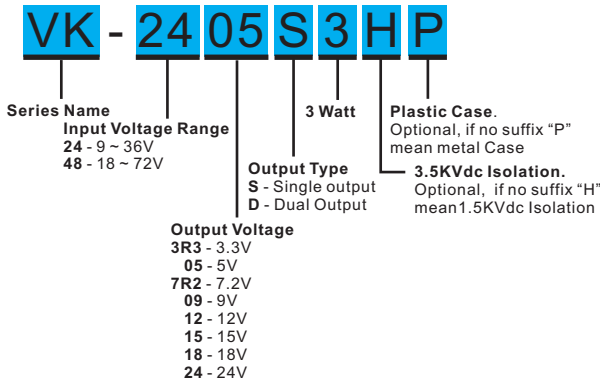 VK - 24 05 S 3 H P
Series Name
Input Voltage Range
24 - 9 ~ 36V
48 - 18 ~ 72V
Output Voltage
3R3 - 3.3V
05 - 5V
7R2 - 7.2V
09 - 9V
12 - 12V
15 - 15V
18 - 18V
24 - 24V
Output Type
S - Single output
D - Dual Output
3 Watt
Plastic Case.
Optional, if no suffix “P”
mean metal Case
3.5KVdc Isolation.
Optional, if no suffix “H”
mean1.5KVdc Isolation